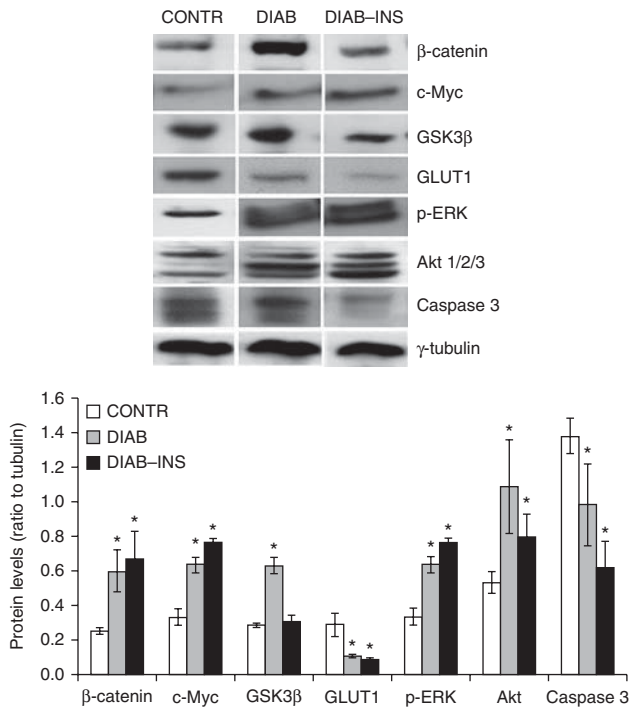 CONTR DIAB DIAB–INS
β-catenin
c-Myc
GSK3β
GLUT1
p-ERK
Akt 1/2/3
Caspase 3
γ-tubulin
Protein levels (ratio to tubulin)
1.6
1.4
1.2
1.0
0.8
0.6
0.4
0.2
0.0
CONTR
DIAB
DIAB–INS
* * * * * * * * * * * * *
β-catenin c-Myc GSK3β GLUT1 p-ERK Akt Caspase 3